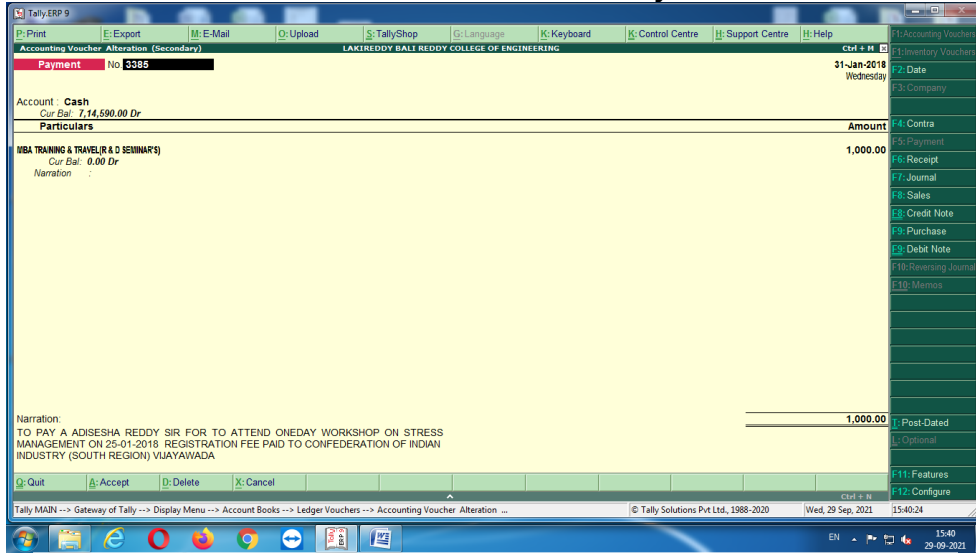 Tally.ERP 9
P: Print E: Export M: E-Mail O: Upload S: TallyShop G: Language K: Keyboard K: Control Centre H: Support Centre H: Help
Accounting Voucher Alteration (Secondary) LAKIREDDY BALI REDDY COLLEGE OF ENGINEERING Ctrl + M
Payment No. 3385 31-Jan-2018
Wednesday
Account : Cash
Cur Bal: 7,14,590.00 Dr
Particulars Amount
MBA TRAINING & TRAVEL(R & D SEMINAR'S) 1,000.00
Cur Bal: 0.00 Dr
Narration :
Narration: 1,000.00
TO PAY A ADISESHA REDDY SIR FOR TO ATTEND ONEDAY WORKSHOP ON STRESS
MANAGEMENT ON 25-01-2018 REGISTRATION FEE PAID TO CONFEDERATION OF INDIAN
INDUSTRY (SOUTH REGION) VIJAYAWADA
Q: Quit A: Accept D: Delete X: Cancel
Ctrl + N
Tally MAIN --> Gateway of Tally --> Display Menu --> Account Books --> Ledger Vouchers --> Accounting Voucher Alteration ... © Tally Solutions Pvt Ltd., 1988-2020 Wed, 29 Sep, 2021 15:40:24
F1: Accounting Vouchers
F1: Inventory Vouchers
F2: Date
F3: Company
F4: Contra
F5: Payment
F6: Receipt
F7: Journal
F8: Sales
F8: Credit Note
F9: Purchase
F9: Debit Note
F10: Reversing Journal
F10: Memos
T: Post-Dated
L: Optional
F11: Features
F12: Configure
Tally ERP 9
EN 15:40
29-09-2021